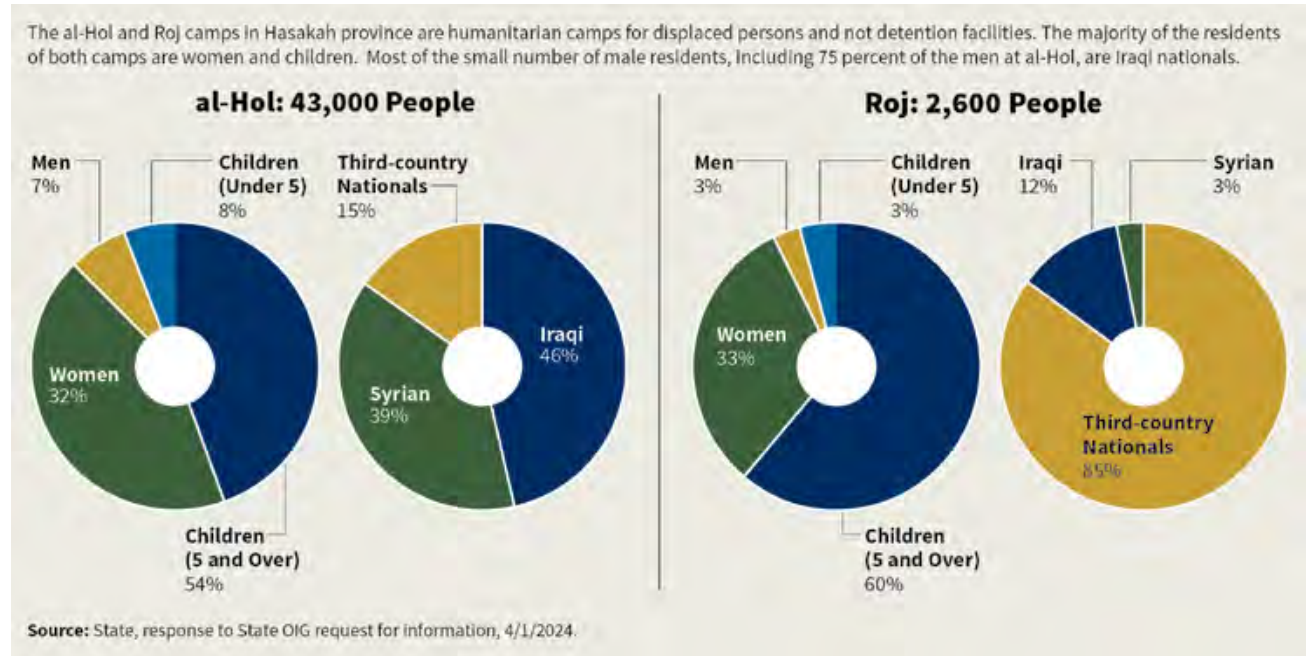 The al-Hol and Roj camps in Hasakah province are humanitarian camps for displaced persons and not detention facilities. The majority of the residents
of both camps are women and children. Most of the small number of male residents, including 75 percent of the men at al-Hol, are Iraqi nationals.
al-Hol: 43,000 People
Men
7%
Children
(Under 5)
8%
Third-country
Nationals
15%
Women
32%
Syrian
39%
Iraqi
46%
Children
(5 and Over)
54%
Roj: 2,600 People
Men
3%
Children
(Under 5)
3%
Iraqi
12%
Syrian
3%
Women
33%
Third-country
Nationals
85%
Children
(5 and Over)
60%
Source: State, response to State OIG request for information, 4/1/2024.